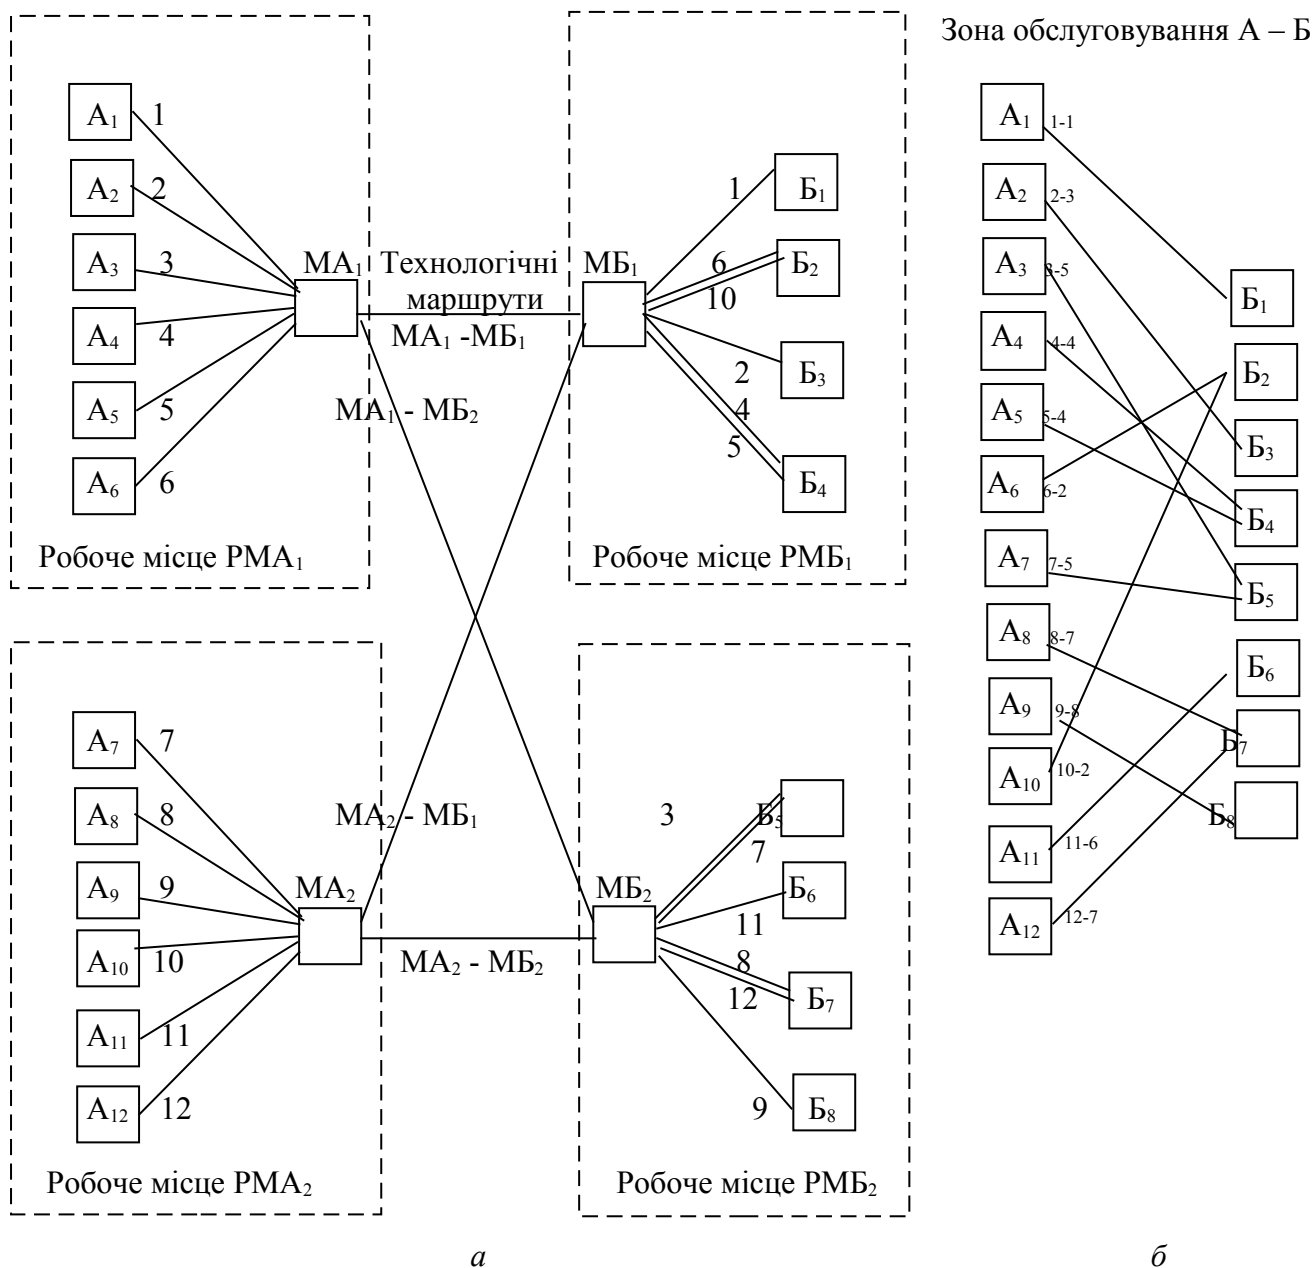 Зона обслуговування А – Б
А₁ 1
А₂ 2
А₃ 3
А₄ 4
А₅ 5
А₆ 6
МА₁
Робоче місце РМА₁
Технологічні
маршрути
МА₁ -МБ₁
МА₁ - МБ₂
МБ₁
1 Б₁
6 Б₂
10
2 Б₃
4
5 Б₄
Робоче місце РМБ₁
А₇ 7
А₈ 8
А₉ 9
А₁₀ 10
А₁₁ 11
А₁₂ 12
МА₂
Робоче місце РМА₂
МА₂ - МБ₁
МА₂ - МБ₂
МБ₂
3 Б₅
7
11 Б₆
8
12 Б₇
9 Б₈
Робоче місце РМБ₂
а
А₁ 1-1
А₂ 2-3
А₃ 3-5
А₄ 4-4
А₅ 5-4
А₆ 6-2
А₇ 7-5
А₈ 8-7
А₉ 9-8
А₁₀ 10-2
А₁₁ 11-6
А₁₂ 12-7
Б₁
Б₂
Б₃
Б₄
Б₅
Б₆
Б₇
Б₈
б